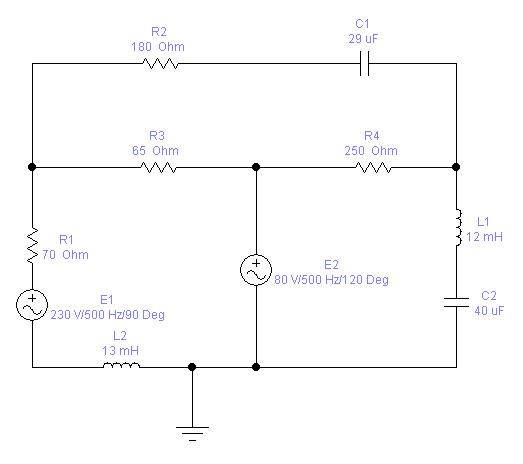 C1
29 uF
R2
180 Ohm
R3
65 Ohm
R4
250 Ohm
R1
70 Ohm
L1
12 mH
E2
80 V/500 Hz/120 Deg
E1
230 V/500 Hz/90 Deg
C2
40 uF
L2
13 mH